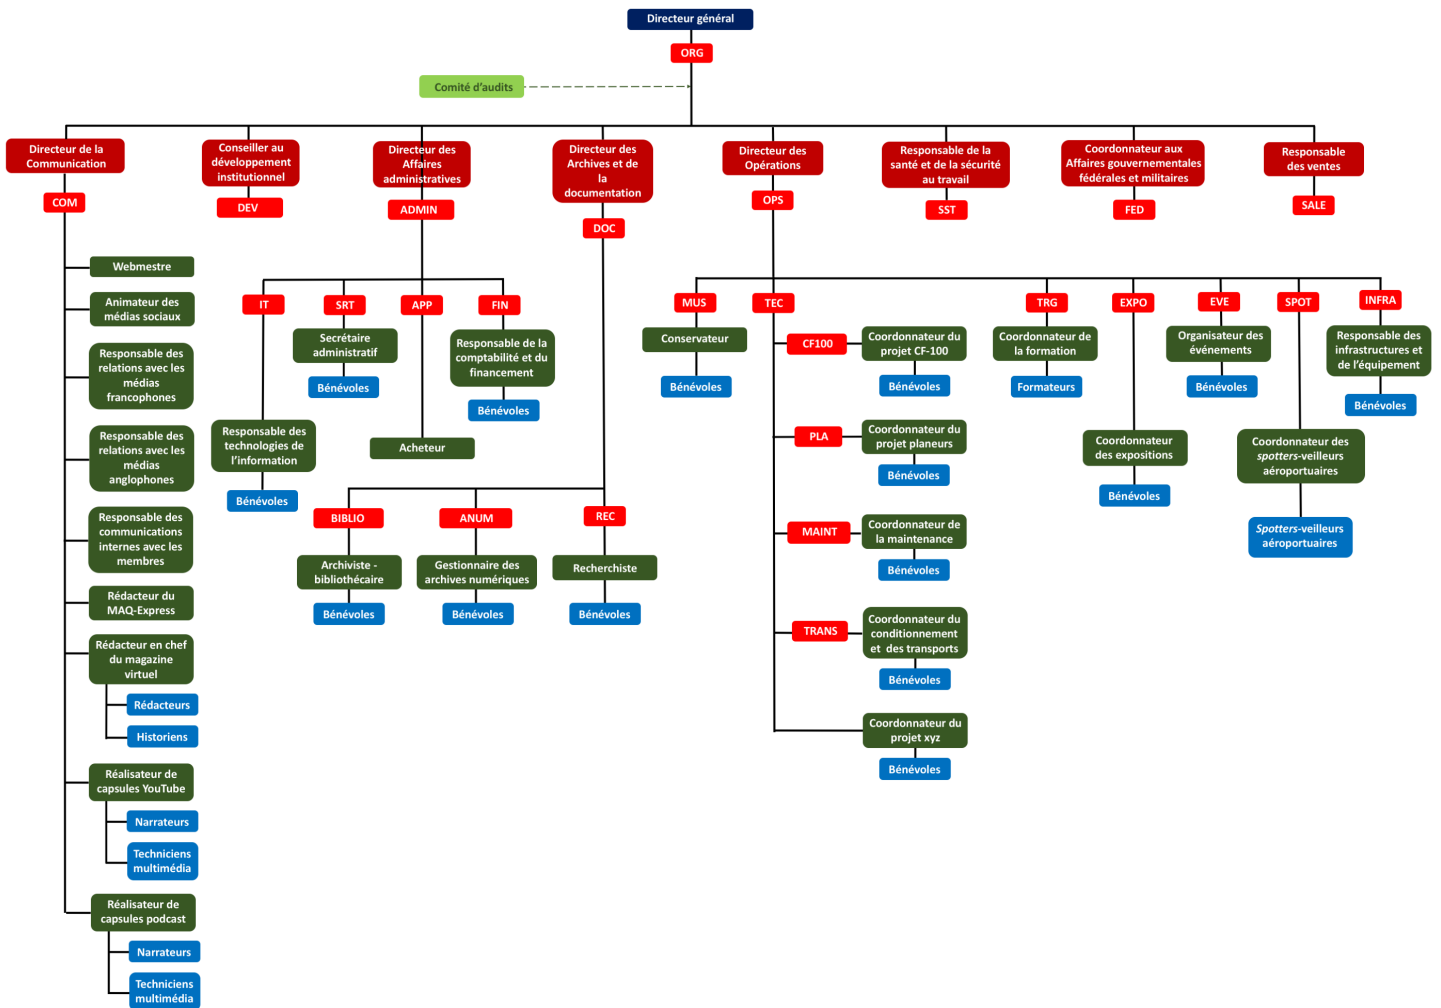 Directeur général
ORG
Comité d'audits
Directeur de la
Communication
COM
Conseiller au
développement
institutionnel
DEV
Directeur des
Affaires
administratives
ADMIN
Directeur des
Archives et de
la
documentation
DOC
Directeur des
Opérations
OPS
Responsable de la
santé et de la sécurité
au travail
SST
Coordonnateur aux
Affaires gouvernementales
fédérales et militaires
FED
Responsable
des ventes
SALE
Webmestre
Animateur des
médias sociaux
Responsable des
relations avec les
médias
francophones
Responsable des
relations avec les
médias
anglophones
Responsable des
communications
internes avec les
membres
Rédacteur du
MAQ-Express
Rédacteur en chef
du magazine
virtuel
Rédacteurs
Historiens
Réalisateur de
capsules YouTube
Narrateurs
Techniciens
multimédia
Réalisateur de
capsules podcast
Narrateurs
Techniciens
multimédia
IT
Responsable des
technologies de
l'information
Bénévoles
SRT
Secrétaire
administratif
Bénévoles
APP
Acheteur
FIN
Responsable de la
comptabilité et du
financement
Bénévoles
BIBLIO
Archiviste -
bibliothécaire
Bénévoles
ANUM
Gestionnaire des
archives numériques
Bénévoles
REC
Recherchiste
Bénévoles
MUS
Conservateur
Bénévoles
TEC
CF100
Coordonnateur du
projet CF-100
Bénévoles
PLA
Coordonnateur du
projet planeurs
Bénévoles
MAINT
Coordonnateur de
la maintenance
Bénévoles
TRANS
Coordonnateur du
conditionnement
et des transports
Bénévoles
Coordonnateur du
projet xyz
Bénévoles
TRG
Coordonnateur de
la formation
Formateurs
EXPO
Coordonnateur
des expositions
Bénévoles
EVE
Organisateur des
événements
Bénévoles
SPOT
Coordonnateur des
spotters-veilleurs
aéroportuaires
Spotters-veilleurs
aéroportuaires
INFRA
Responsable des
infrastructures et
de l'équipement
Bénévoles